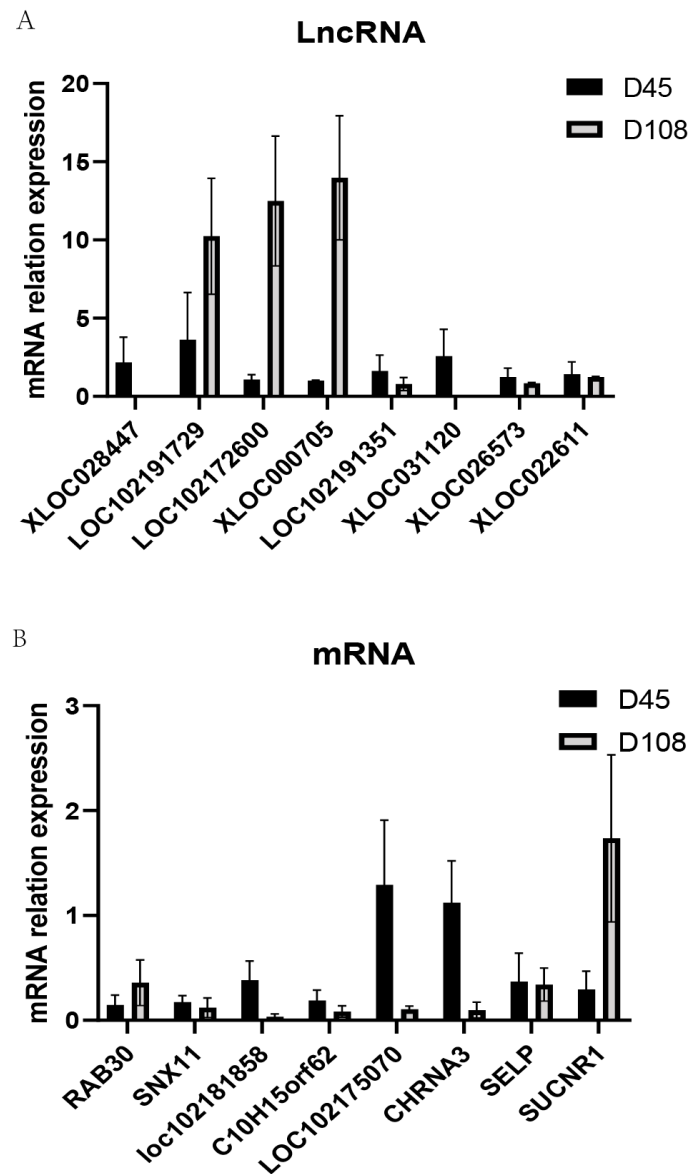 A
LncRNA
mRNA relation expression
20
15
10
5
0
D45
D108
XLOC028447
LOC102191729
LOC102172600
XLOC000705
LOC102191351
XLOC031120
XLOC026573
XLOC022611
B
mRNA
mRNA relation expression
3
2
1
0
D45
D108
RAB30
SNX11
loc102181858
C10H15orf62
LOC102175070
CHRNA3
SELP
SUCNR1